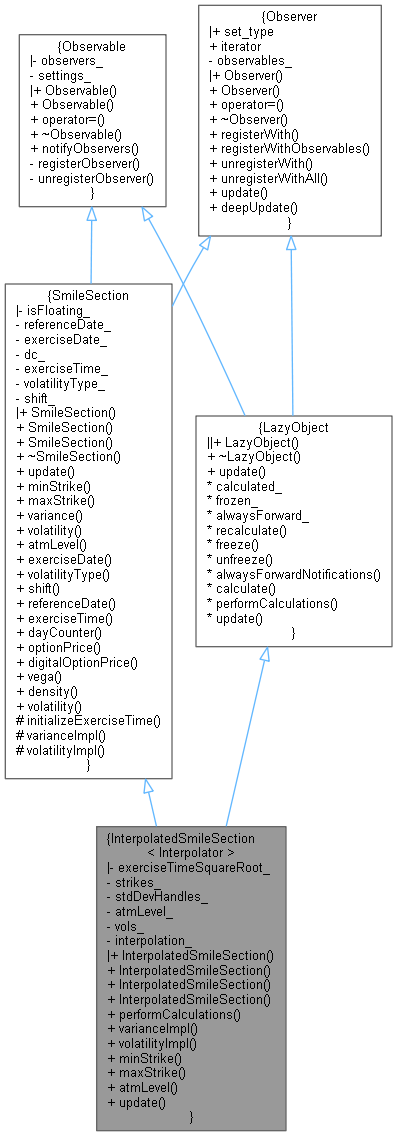 {Observer
|+ set_type
+ iterator
- observables_
|+ Observer()
+ Observer()
+ operator=()
+ ~Observer()
+ registerWith()
+ registerWithObservables()
+ unregisterWith()
+ unregisterWithAll()
+ update()
+ deepUpdate()
}
{Observable
|- observers_
- settings_
|+ Observable()
+ Observable()
+ operator=()
+ ~Observable()
+ notifyObservers()
- registerObserver()
- unregisterObserver()
}
{SmileSection
|- isFloating_
- referenceDate_
- exerciseDate_
- dc_
- exerciseTime_
- volatilityType_
- shift_
|+ SmileSection()
+ SmileSection()
+ SmileSection()
+ ~SmileSection()
+ update()
+ minStrike()
+ maxStrike()
+ variance()
+ volatility()
+ atmLevel()
+ exerciseDate()
+ volatilityType()
+ shift()
+ referenceDate()
+ exerciseTime()
+ dayCounter()
+ optionPrice()
+ digitalOptionPrice()
+ vega()
+ density()
+ volatility()
# initializeExerciseTime()
# varianceImpl()
# volatilityImpl()
}
{LazyObject
||+ LazyObject()
+ ~LazyObject()
+ update()
* calculated_
* frozen_
* alwaysForward_
* recalculate()
* freeze()
* unfreeze()
* alwaysForwardNotifications()
* calculate()
* performCalculations()
* update()
}
{InterpolatedSmileSection
< Interpolator >
|- exerciseTimeSquareRoot_
- strikes_
- stdDevHandles_
- atmLevel_
- vols_
- interpolation_
|+ InterpolatedSmileSection()
+ InterpolatedSmileSection()
+ InterpolatedSmileSection()
+ InterpolatedSmileSection()
+ performCalculations()
+ varianceImpl()
+ volatilityImpl()
+ minStrike()
+ maxStrike()
+ atmLevel()
+ update()
}